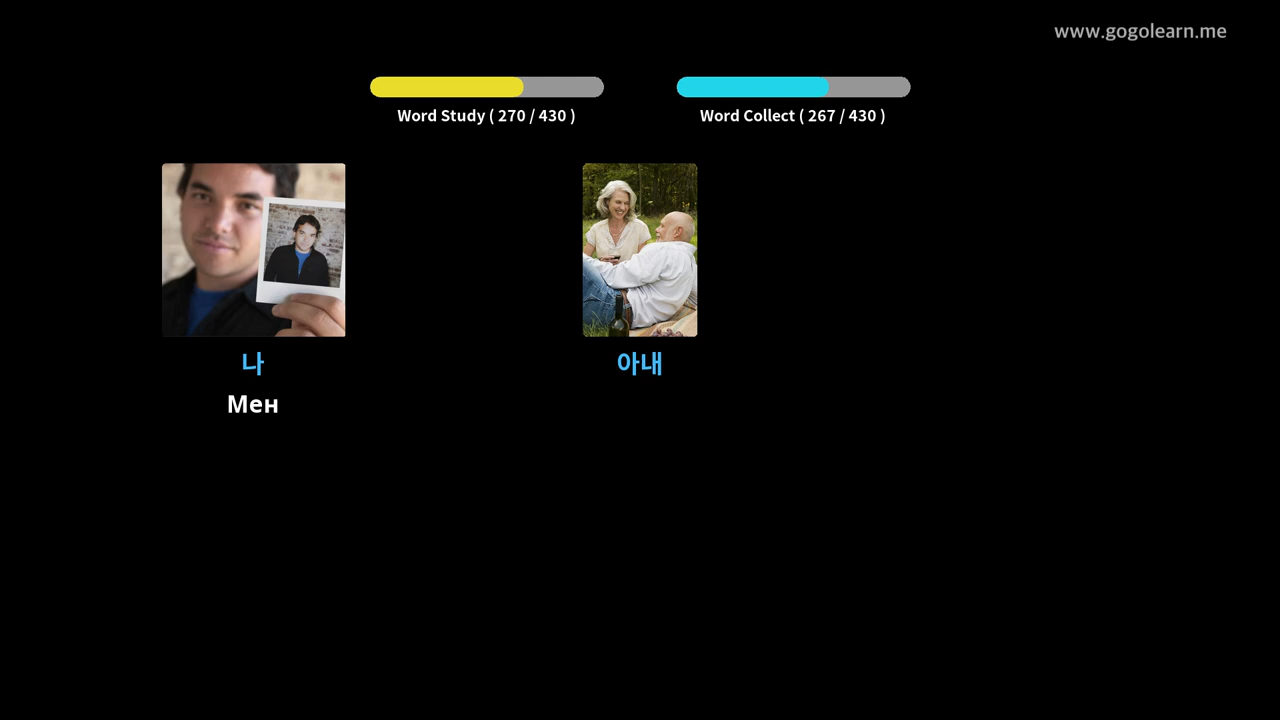 www.gogolearn.me
Word Study ( 270 / 430 )
Word Collect ( 267 / 430 )
나
아내
Мен